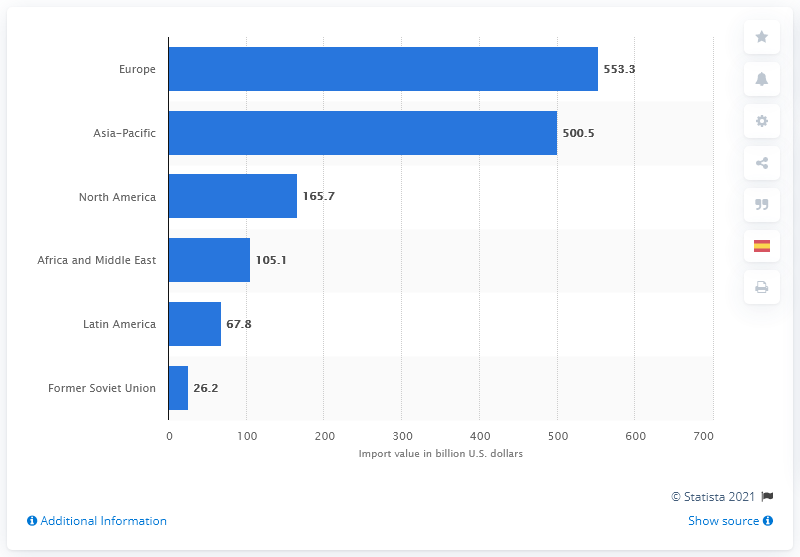 Europe 553.3
Asia-Pacific 500.5
North America 165.7
Africa and Middle East 105.1
Latin America 67.8
Former Soviet Union 26.2
0 100 200 300 400 500 600 700
Import value in billion U.S. dollars
© Statista 2021
Additional Information Show source